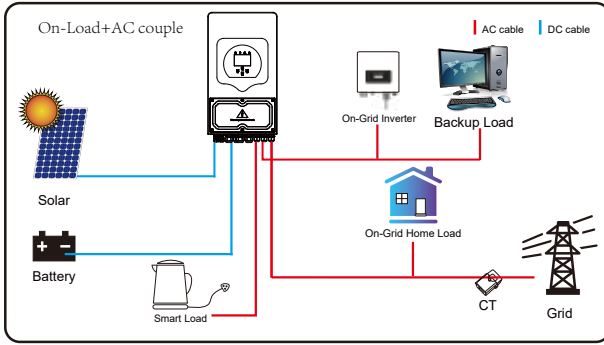 On-Load+AC couple
AC cable
DC cable
On-Grid Inverter
Backup Load
Solar
On-Grid Home Load
Battery
Smart Load
CT
Grid